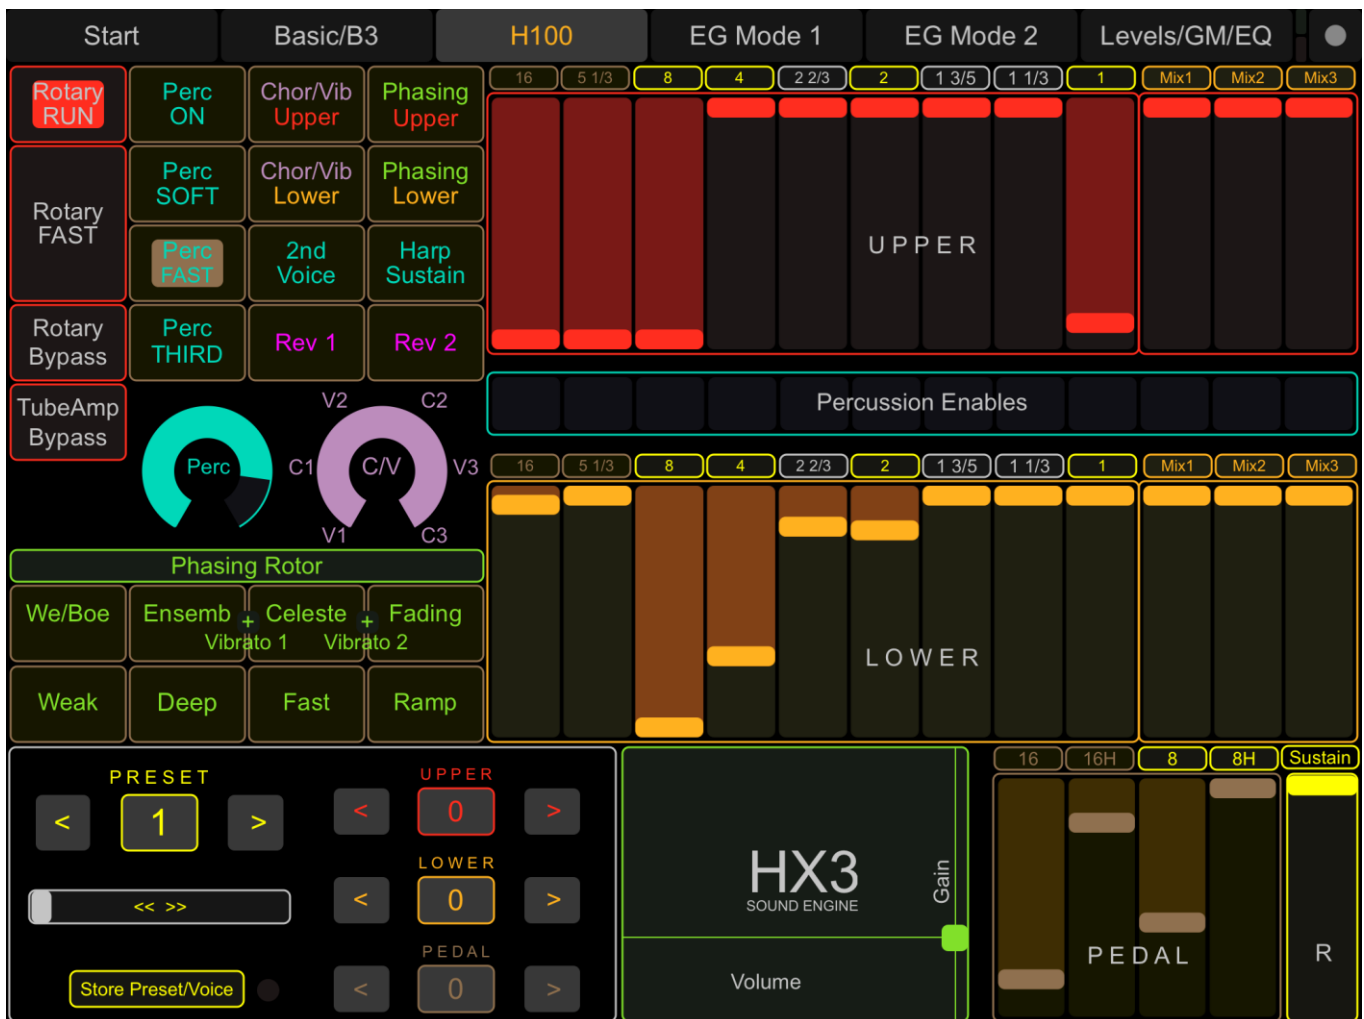 Start
Basic/B3
H100
EG Mode 1
EG Mode 2
Levels/GM/EQ
Rotary
RUN
Perc
ON
Chor/Vib
Upper
Phasing
Upper
Rotary
FAST
Perc
SOFT
Chor/Vib
Lower
Phasing
Lower
Perc
FAST
2nd
Voice
Harp
Sustain
Rotary
Bypass
Perc
THIRD
Rev 1
Rev 2
TubeAmp
Bypass
Perc
V2
C2
C1
C/V
V3
V1
C3
Phasing Rotor
We/Boe
Ensemb
+
Celeste
+
Fading
Vibrato 1
Vibrato 2
Weak
Deep
Fast
Ramp
16
5 1/3
8
4
2 2/3
2
1 3/5
1 1/3
1
Mix1
Mix2
Mix3
UPPER
Percussion Enables
16
5 1/3
8
4
2 2/3
2
1 3/5
1 1/3
1
Mix1
Mix2
Mix3
LOWER
PRESET
<
1
>
<< >>
Store Preset/Voice
UPPER
<
0
>
LOWER
<
0
>
PEDAL
<
0
>
HX3
SOUND ENGINE
Gain
Volume
16
16H
8
8H
Sustain
PEDAL
R